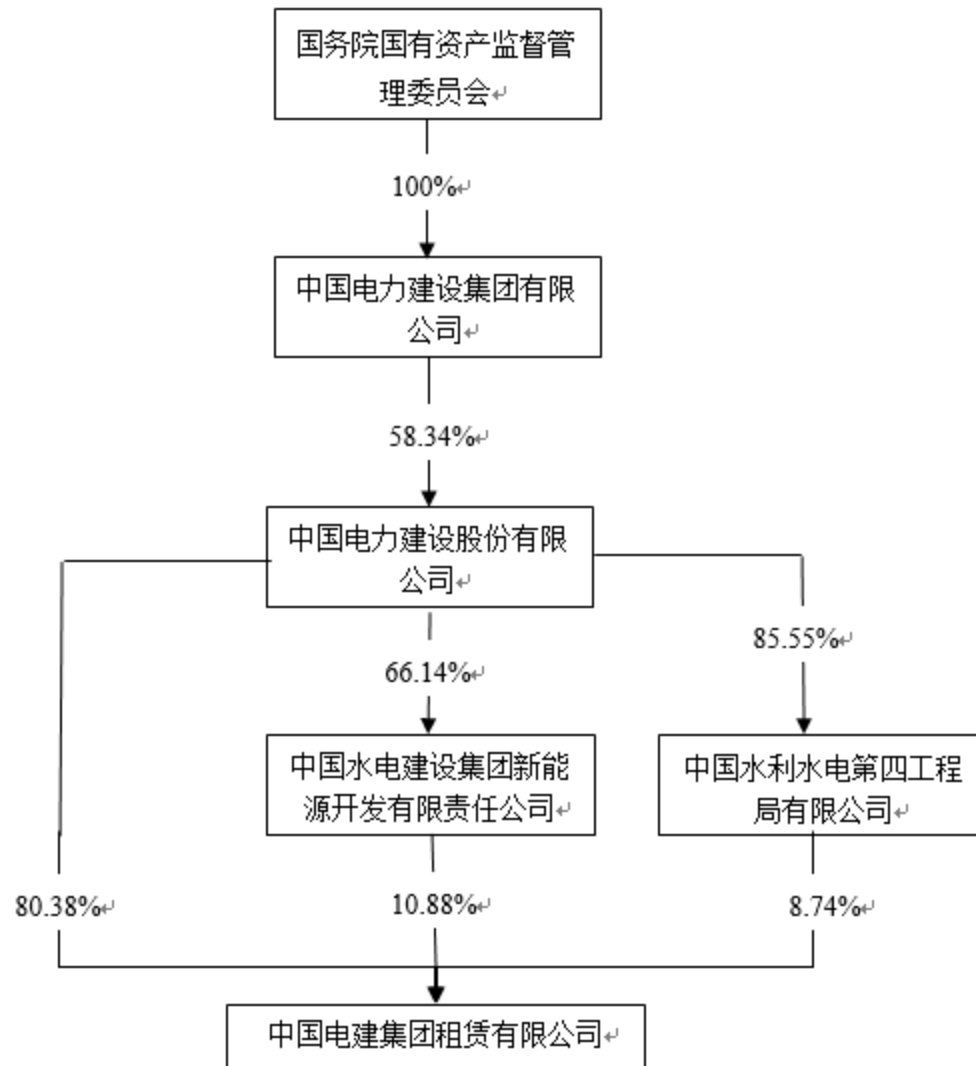 国务院国有资产监督管
理委员会
100%
中国电力建设集团有限
公司
58.34%
中国电力建设股份有限
公司
85.55%
66.14%
中国水电建设集团新能
源开发有限责任公司
中国水利水电第四工程
局有限公司
80.38%
10.88%
8.74%
中国电建集团租赁有限公司